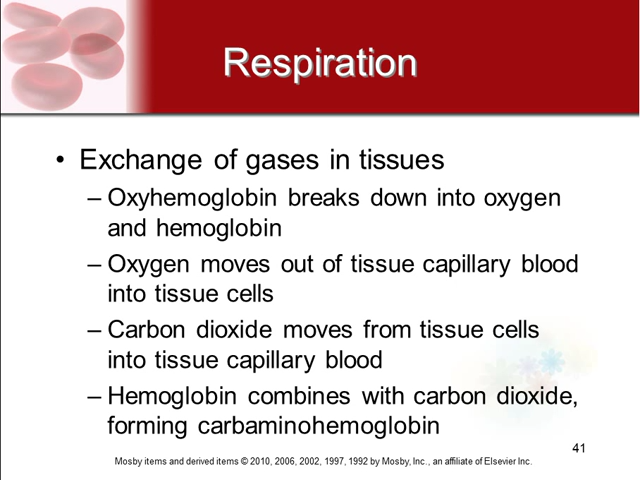 Respiration
• Exchange of gases in tissues
– Oxyhemoglobin breaks down into oxygen
and hemoglobin
– Oxygen moves out of tissue capillary blood
into tissue cells
– Carbon dioxide moves from tissue cells
into tissue capillary blood
– Hemoglobin combines with carbon dioxide,
forming carbaminohemoglobin
41
Mosby items and derived items © 2010, 2006, 2002, 1997, 1992 by Mosby, Inc., an affiliate of Elsevier Inc.